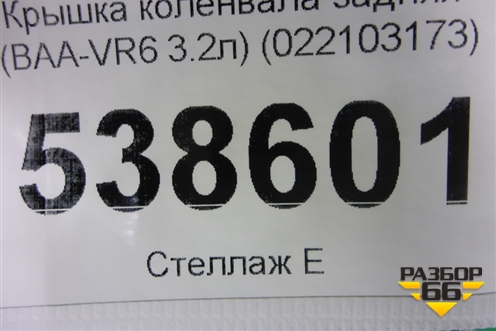 Крышка коленвала задняя
(BAA-VR6 3.2л) (022103173)
538601
Стеллаж Е
РАЗБОР
66